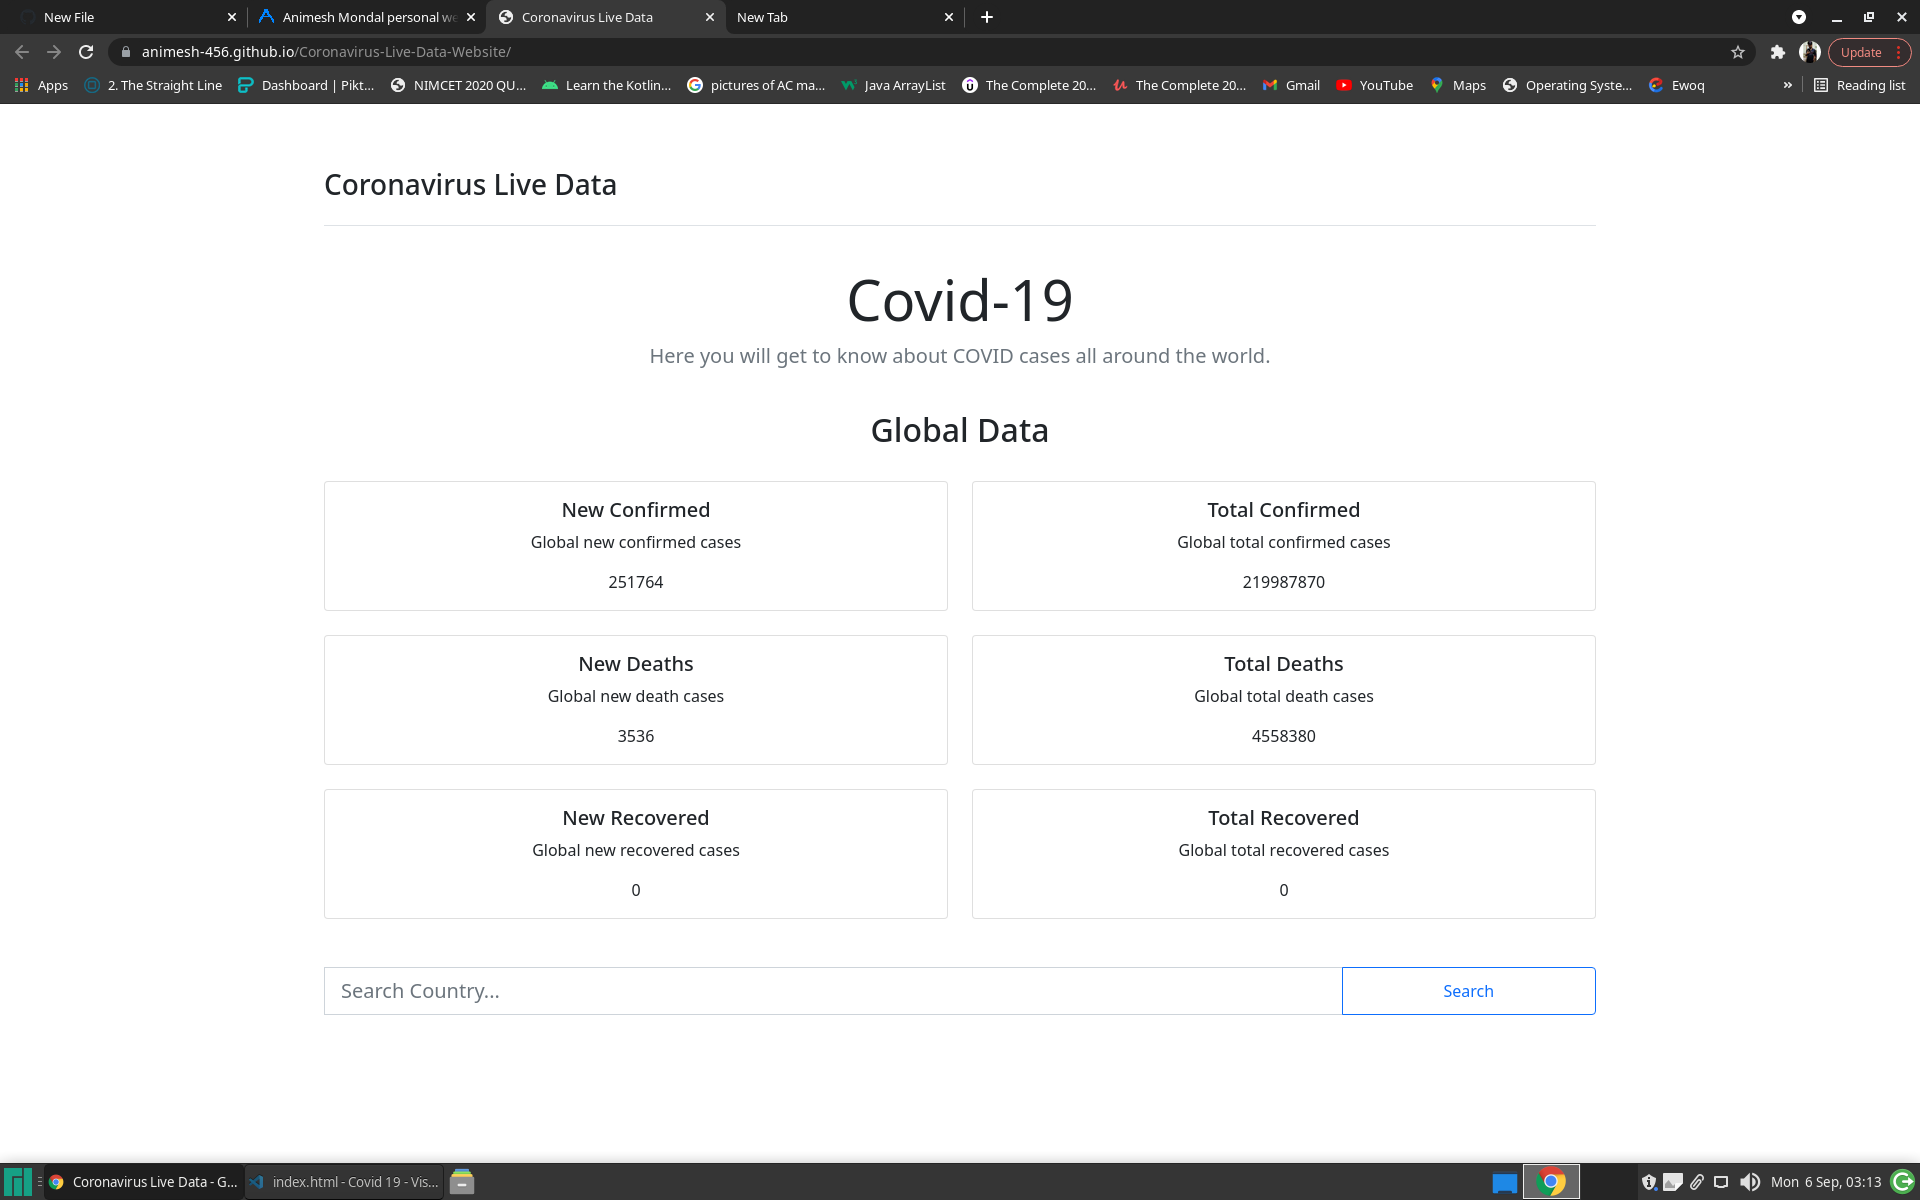 New File
Animesh Mondal personal we
Coronavirus Live Data
New Tab
animesh-456.github.io/Coronavirus-Live-Data-Website/
Update
Apps
2. The Straight Line
Dashboard | Pikt...
NIMCET 2020 QU...
Learn the Kotlin...
pictures of AC ma...
Java ArrayList
The Complete 20...
The Complete 20...
Gmail
YouTube
Maps
Operating Syste...
Ewoq
»
Reading list
Coronavirus Live Data
Covid-19
Here you will get to know about COVID cases all around the world.
Global Data
New Confirmed
Global new confirmed cases
251764
Total Confirmed
Global total confirmed cases
219987870
New Deaths
Global new death cases
3536
Total Deaths
Global total death cases
4558380
New Recovered
Global new recovered cases
0
Total Recovered
Global total recovered cases
0
Search Country...
Search
Coronavirus Live Data - G...
index.html - Covid 19 - Vis...
Mon 6 Sep, 03:13